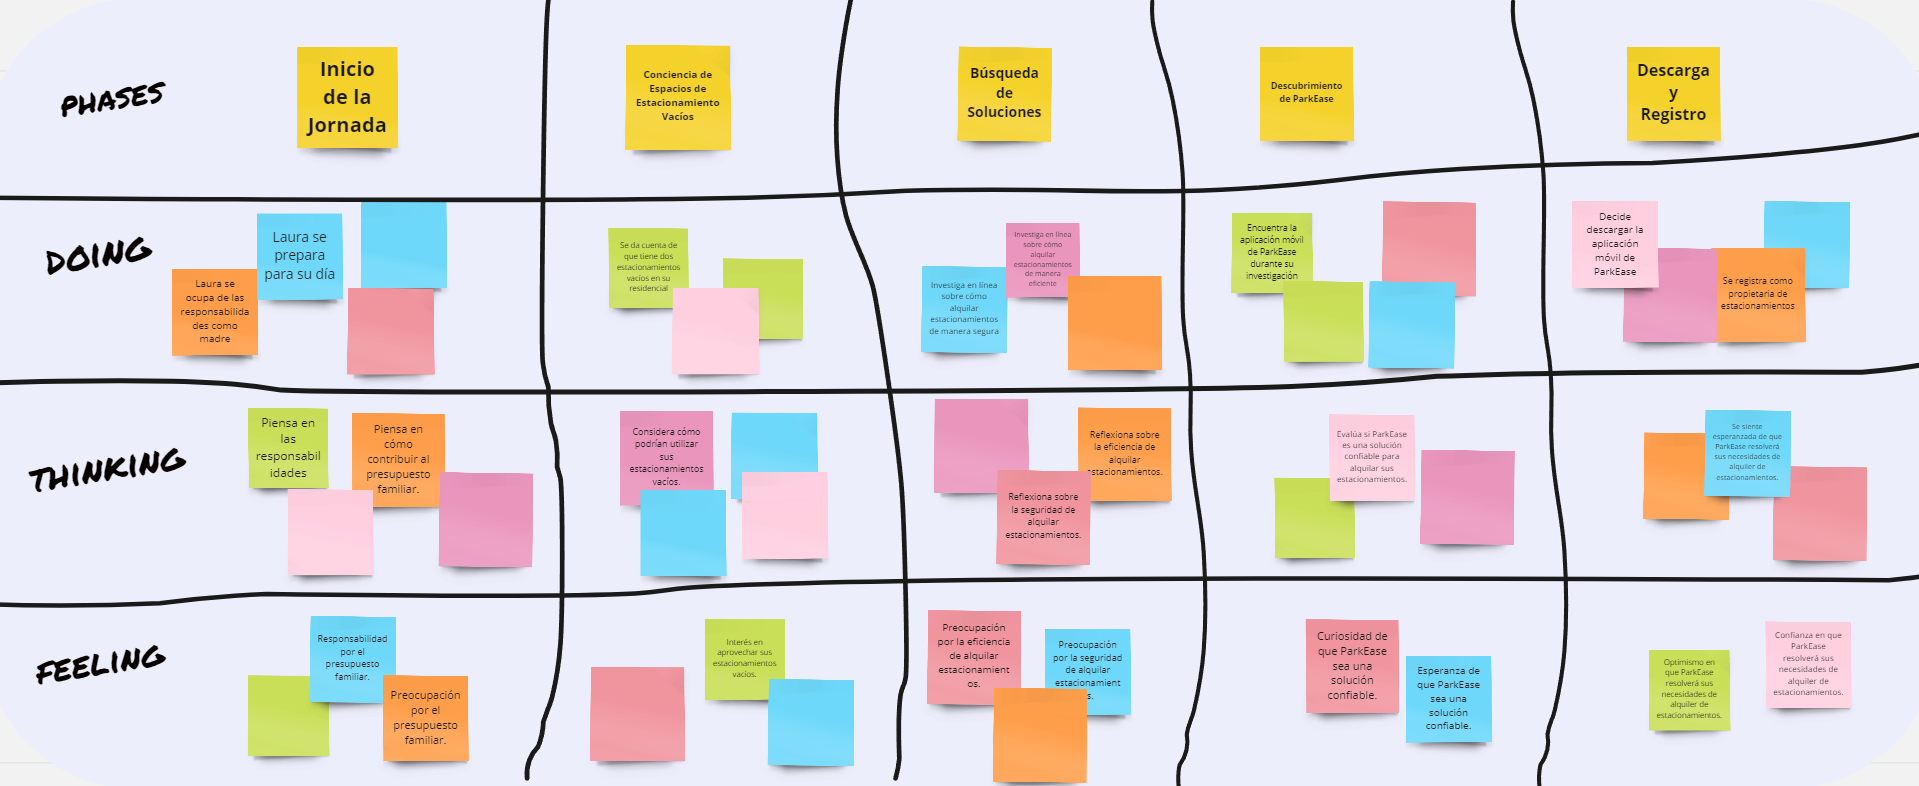 PHASES
Inicio
de la
Jornada
Conciencia de
Espacios de
Estacionamiento
Vacíos
Búsqueda
de
Soluciones
Descubrimiento
de ParkEase
Descarga
y
Registro
DOING
Laura se
ocupa de las
responsabilida
des como
madre
Laura se
prepara
para su día
Se da cuenta de
que tiene dos
estacionamientos
vacíos en su
residencial
Investiga en línea
sobre cómo
alquilar
estacionamientos
de manera segura
Investiga en línea
sobre cómo
alquilar
estacionamientos
de manera
eficiente
Encuentra la
aplicación móvil
de ParkEase
durante su
investigación
Decide
descargar la
aplicación
móvil de
ParkEase
Se registra como
propietaria de
estacionamientos
THINKING
Piensa en
las
responsabil
idades
Piensa en
cómo
contribuir al
presupuesto
familiar.
Considera cómo
podrían utilizar
sus
estacionamientos
vacíos.
Reflexiona sobre
la seguridad de
alquilar
estacionamientos.
Reflexiona sobre
la eficiencia de
alquilar
estacionamientos.
Evalúa si ParkEase
es una solución
confiable para
alquilar sus
estacionamientos.
Se siente
esperanzada de que
ParkEase resolverá
sus necesidades de
alquiler de
estacionamientos.
FEELING
Responsabilidad
por el
presupuesto
familiar.
Preocupación
por el
presupuesto
familiar.
Interés en
aprovechar sus
estacionamientos
vacíos.
Preocupación
por la eficiencia
de alquilar
estacionamient
os.
Preocupación
por la seguridad
de alquilar
estacionamient
s.
Curiosidad de
que ParkEase
sea una
solución
confiable.
Esperanza de
que ParkEase
sea una
solución
confiable.
Optimismo en
que ParkEase
resolverá sus
necesidades de
alquiler de
estacionamientos.
Confianza en que
ParkEase
resolverá sus
necesidades de
alquiler de
estacionamientos.